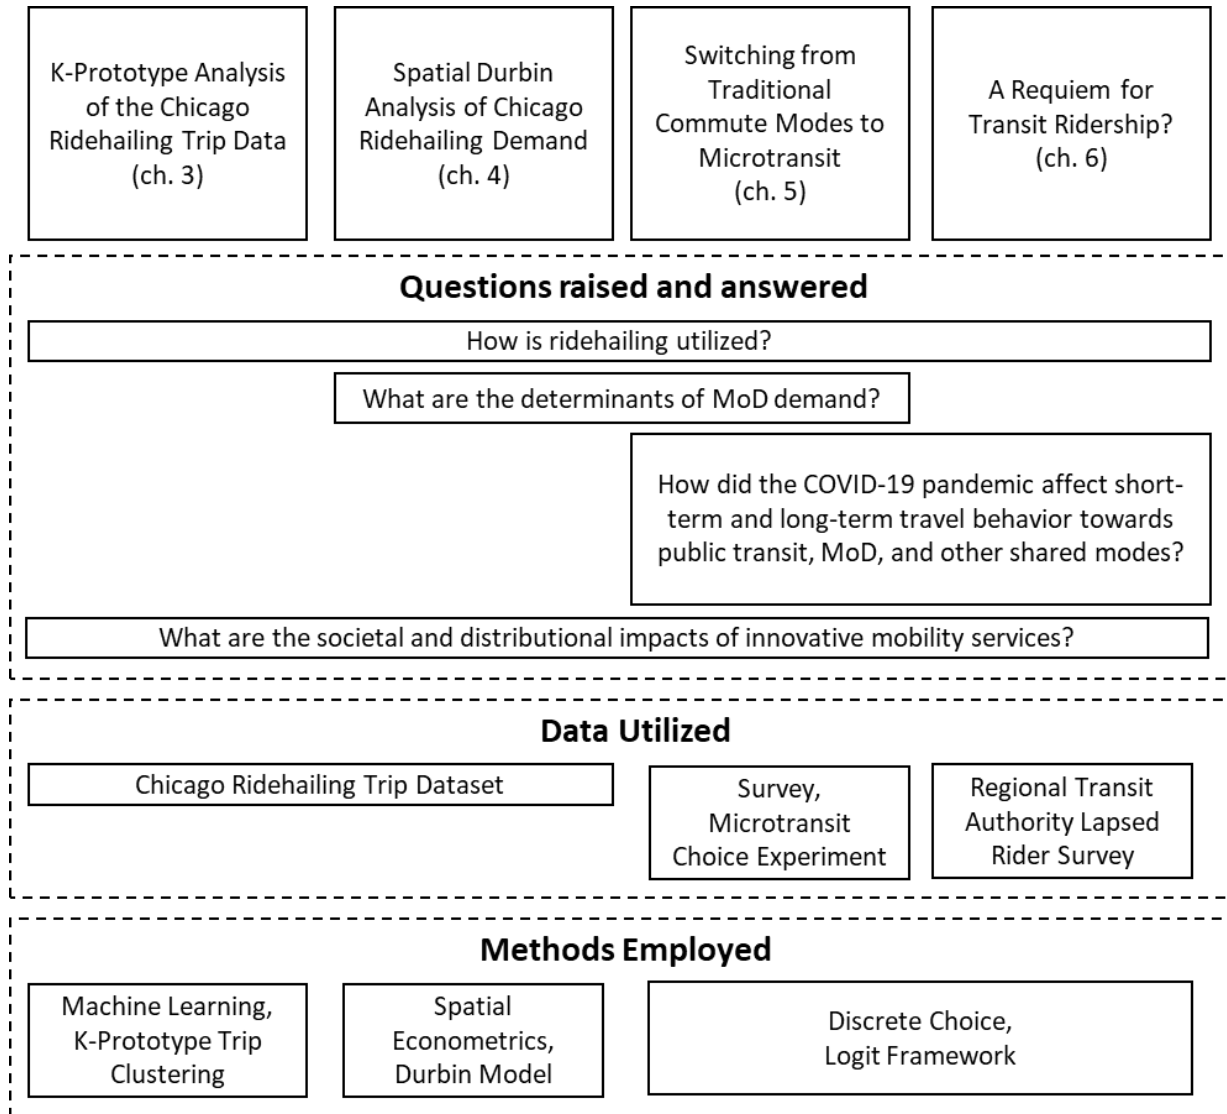 K-Prototype Analysis
of the Chicago
Ridehailing Trip Data
(ch. 3)
Spatial Durbin
Analysis of Chicago
Ridehailing Demand
(ch. 4)
Switching from
Traditional
Commute Modes to
Microtransit
(ch. 5)
A Requiem for
Transit Ridership?
(ch. 6)
Questions raised and answered
How is ridehailing utilized?
What are the determinants of MoD demand?
How did the COVID-19 pandemic affect short-
term and long-term travel behavior towards
public transit, MoD, and other shared modes?
What are the societal and distributional impacts of innovative mobility services?
Data Utilized
Chicago Ridehailing Trip Dataset
Survey,
Microtransit
Choice Experiment
Regional Transit
Authority Lapsed
Rider Survey
Methods Employed
Machine Learning,
K-Prototype Trip
Clustering
Spatial
Econometrics,
Durbin Model
Discrete Choice,
Logit Framework